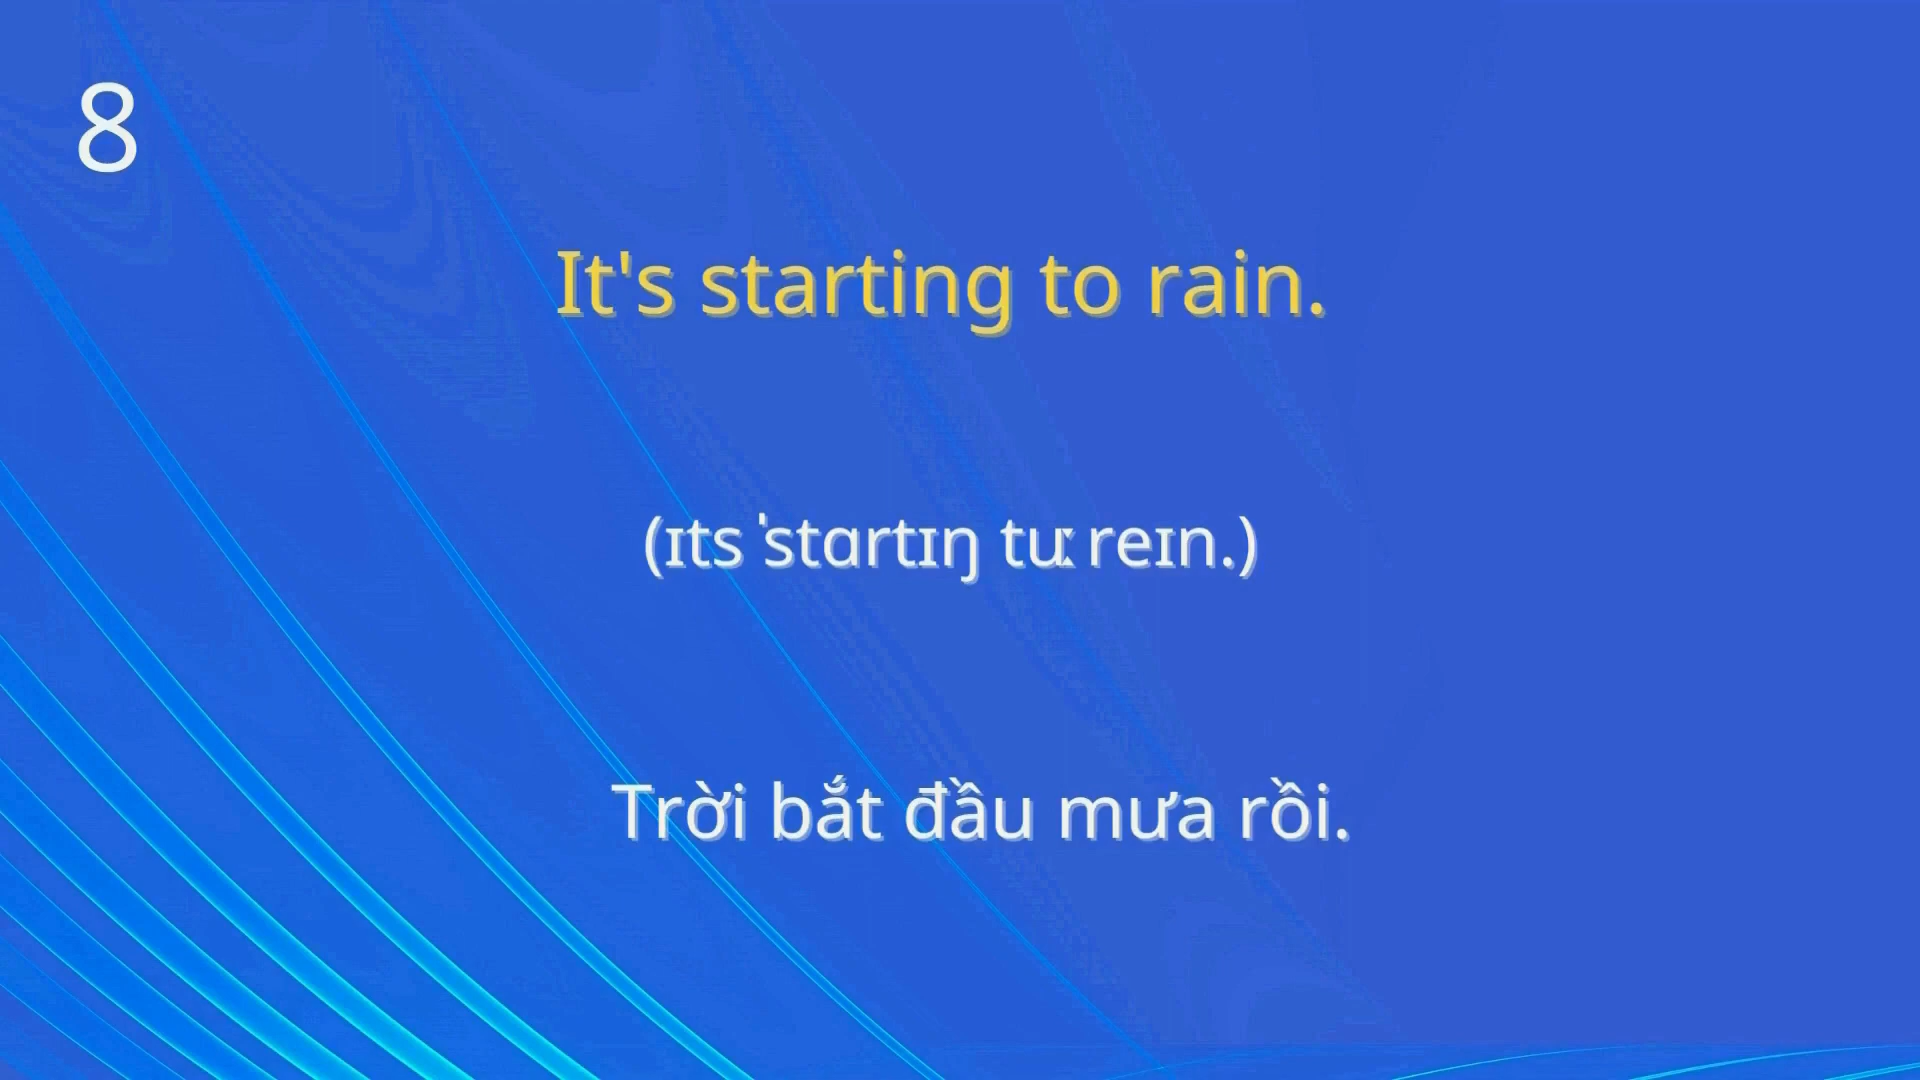 8
It's starting to rain.
(ɪts ˈstɑrtɪŋ tuː reɪn.)
Trời bắt đầu mưa rồi.